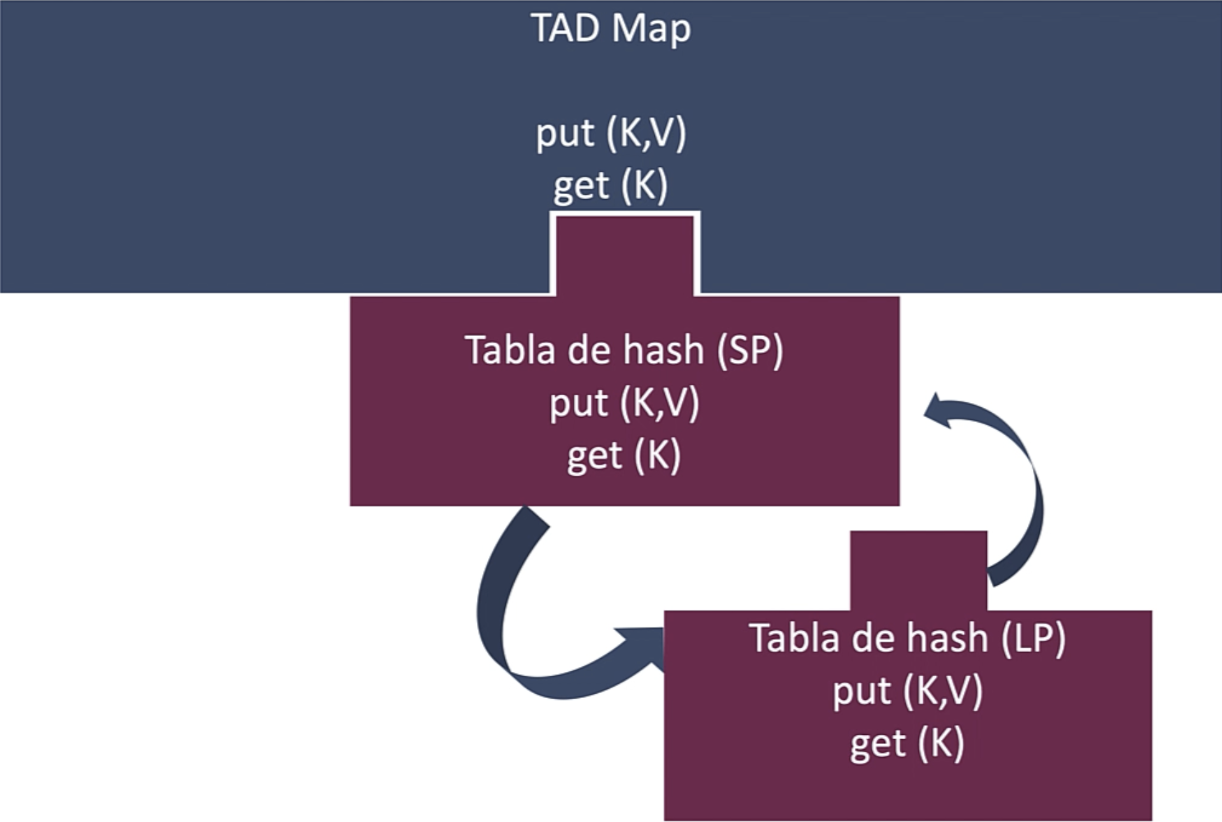 TAD Map
put (K,V)
get (K)
Tabla de hash (SP)
put (K,V)
get (K)
Tabla de hash (LP)
put (K,V)
get (K)